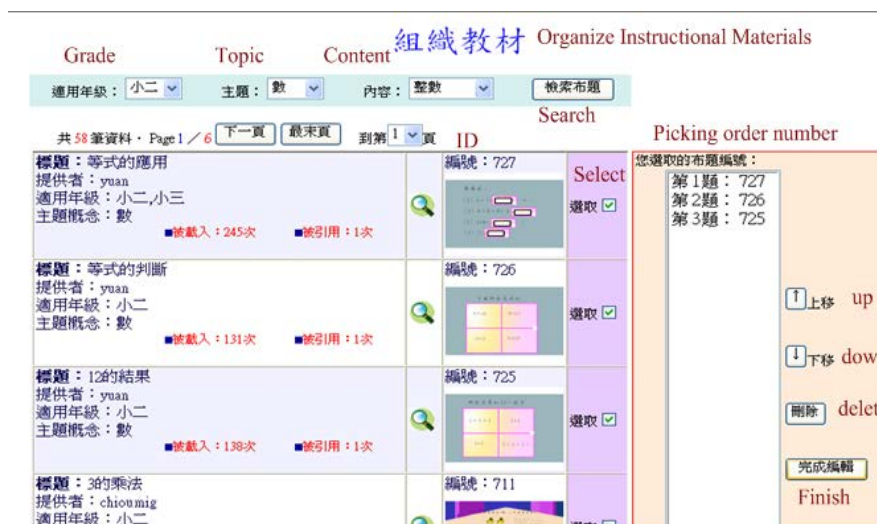 組織教材 Organize Instructional Materials
Grade Topic Content
適用年級： 小二 主題： 數 內容： 整數 檢索布題
Search
共 58 筆資料・ Page 1 ／ 6 下一頁 最末頁 到第 1 頁
ID
Picking order number
標題：等式的應用
提供者：yuan
適用年級：小二,小三
主題概念：數
■被載入：245次 ■被引用：1次
編號：727
Select
選取
標題：等式的判斷
提供者：yuan
適用年級：小二
主題概念：數
■被載入：131次 ■被引用：1次
編號：726
選取
標題：12的結果
提供者：yuan
適用年級：小二
主題概念：數
■被載入：138次 ■被引用：1次
編號：725
選取
標題：3的乘法
提供者：chioumig
適用年級：小二
編號：711
選取
您選取的布題編號：
第 1題： 727
第 2題： 726
第 3題： 725
↑ 上移 up
↓ 下移 dow
刪除 delet
完成編輯
Finish